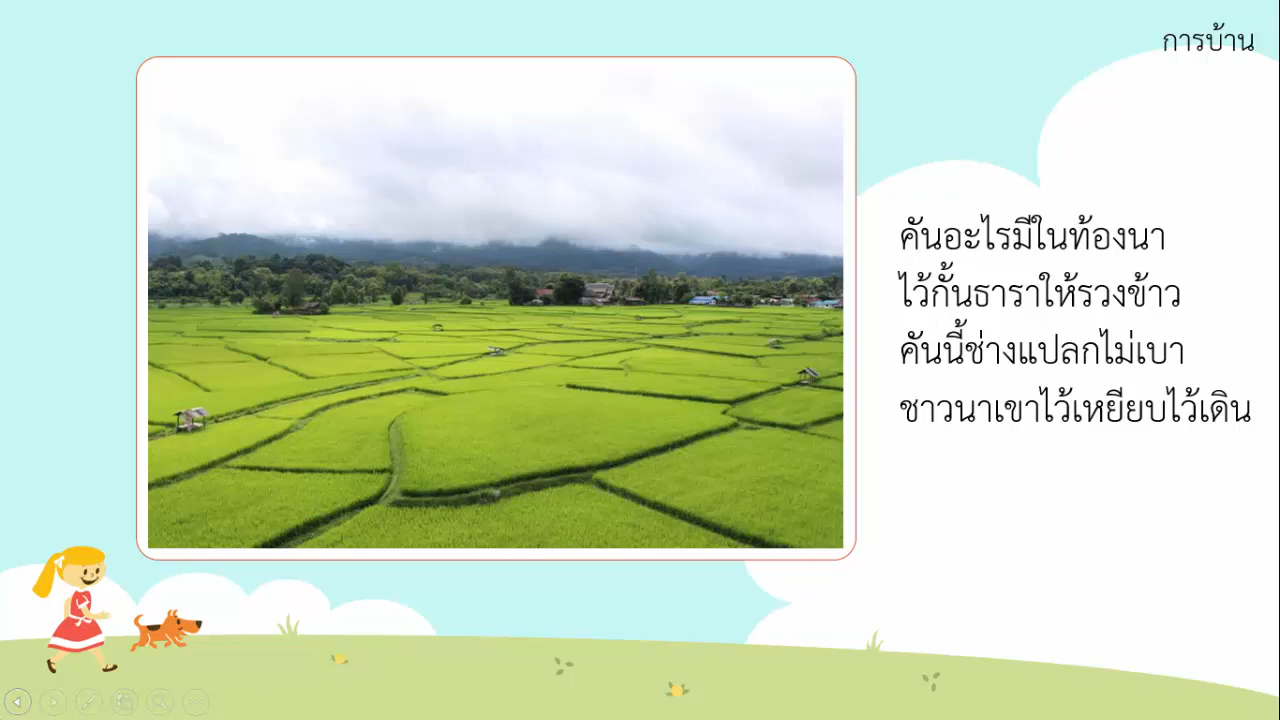 การบ้าน
คันอะไรมีในท้องนา
ไว้กั้นธาราให้รวงข้าว
คันนี้ช่างแปลกไม่เบา
ชาวนาเขาไว้เหยียบไว้เดิน